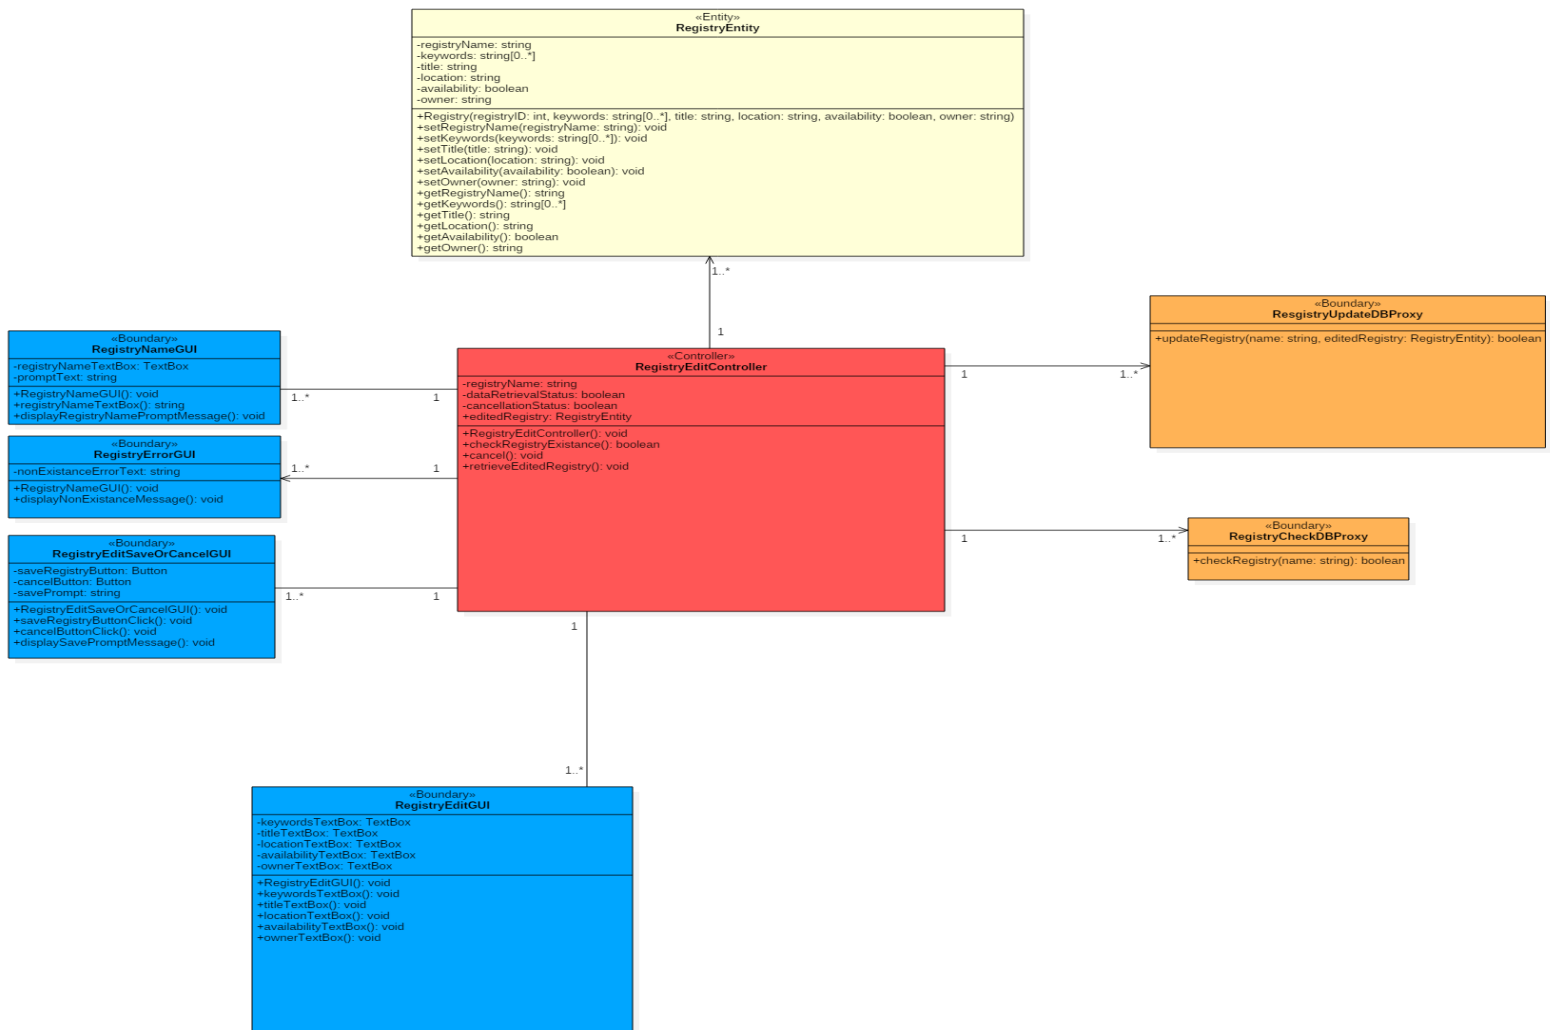 «Entity»
RegistryEntity
-registryName: string
-keywords: string[0..*]
-title: string
-location: string
-availability: boolean
-owner: string
+Registry(registryID: int, keywords: string[0..*], title: string, location: string, availability: boolean, owner: string)
+setRegistryName(registryName: string): void
+setKeywords(keywords: string[0..*]): void
+setTitle(title: string): void
+setLocation(location: string): void
+setAvailability(availability: boolean): void
+setOwner(owner: string): void
+getRegistryName(): string
+getKeywords(): string[0..*]
+getTitle(): string
+getLocation(): string
+getAvailability(): boolean
+getOwner(): string
1..*
1
«Boundary»
RegistryNameGUI
-registryNameTextBox: TextBox
-promptText: string
+RegistryNameGUI(): void
+registryNameTextBox(): string
+displayRegistryNamePromptMessage(): void
1..*
1
«Boundary»
RegistryErrorGUI
-nonExistanceErrorText: string
+RegistryNameGUI(): void
+displayNonExistanceMessage(): void
1..*
1
«Boundary»
RegistryEditSaveOrCancelGUI
-saveRegistryButton: Button
-cancelButton: Button
-savePrompt: string
+RegistryEditSaveOrCancelGUI(): void
+saveRegistryButtonClick(): void
+cancelButtonClick(): void
+displaySavePromptMessage(): void
1..*
1
«Controller»
RegistryEditController
-registryName: string
-dataRetrievalStatus: boolean
-cancellationStatus: boolean
+editedRegistry: RegistryEntity
+RegistryEditController(): void
+checkRegistryExistance(): boolean
+cancel(): void
+retrieveEditedRegistry(): void
1
1..*
«Boundary»
ResgistryUpdateDBProxy
+updateRegistry(name: string, editedRegistry: RegistryEntity): boolean
1
1..*
«Boundary»
RegistryCheckDBProxy
+checkRegistry(name: string): boolean
1
1..*
«Boundary»
RegistryEditGUI
-keywordsTextBox: TextBox
-titleTextBox: TextBox
-locationTextBox: TextBox
-availabilityTextBox: TextBox
-ownerTextBox: TextBox
+RegistryEditGUI(): void
+keywordsTextBox(): void
+titleTextBox(): void
+locationTextBox(): void
+availabilityTextBox(): void
+ownerTextBox(): void